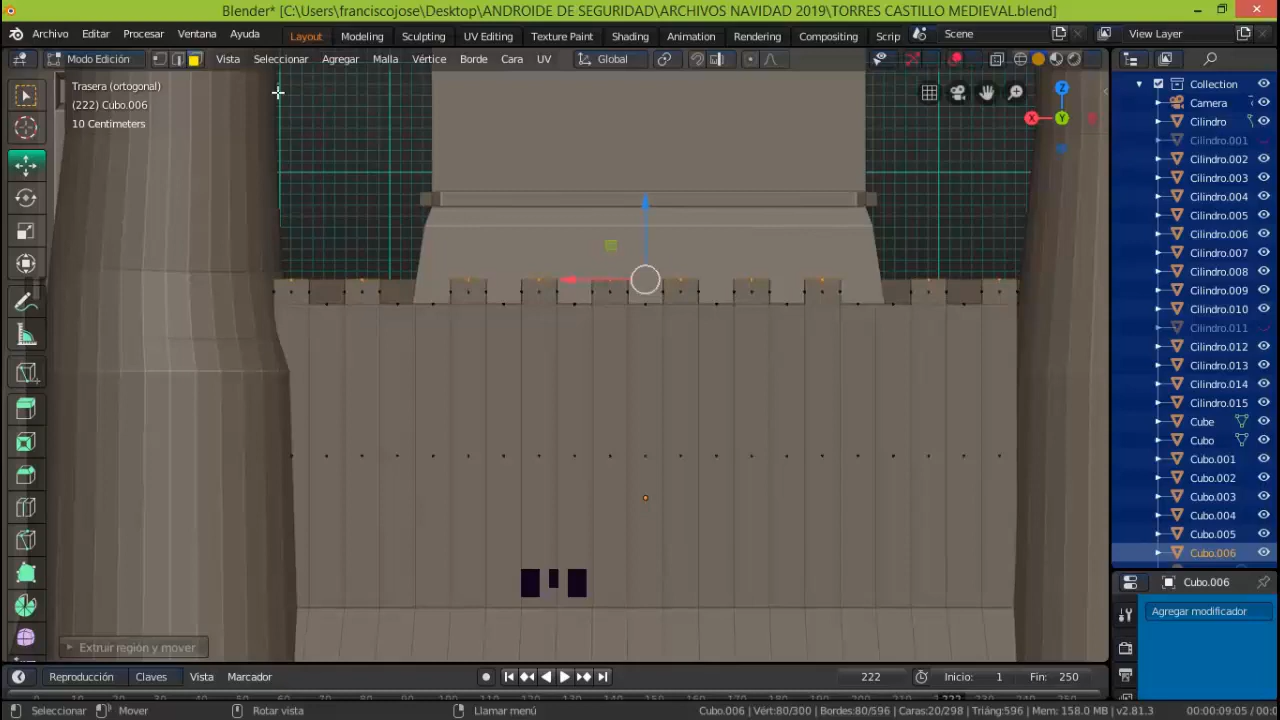 Blender* [C:\Users\franciscojose\Desktop\ANDROIDE DE SEGURIDAD\ARCHIVOS NAVIDAD 2019\TORRES CASTILLO MEDIEVAL.blend]
Archivo Editar Procesar Ventana Ayuda Layout Modeling Sculpting UV Editing Texture Paint Shading Animation Rendering Compositing Scrip Scene View Layer
Modo Edición Vista Seleccionar Agregar Malla Vértice Borde Cara UV Global
Trasera (ortogonal)
(222) Cubo.006
10 Centimeters
X Y Z
Collection
Camera
Cilindro
Cilindro.001
Cilindro.002
Cilindro.003
Cilindro.004
Cilindro.005
Cilindro.006
Cilindro.007
Cilindro.008
Cilindro.009
Cilindro.010
Cilindro.011
Cilindro.012
Cilindro.013
Cilindro.014
Cilindro.015
Cube
Cubo
Cubo.001
Cubo.002
Cubo.003
Cubo.004
Cubo.005
Cubo.006
Cubo.006
Agregar modificador
Extruir región y mover
Reproducción Claves Vista Marcador 222 Inicio: 1 Fin: 250
Seleccionar Mover Rotar vista Llamar menú Cubo.006 | Vért:80/300 | Bordes:80/596 | Caras:20/298 | Triáng:596 | Mem: 158.0 MB | v2.81.3
00:00:09:05 / 00:0